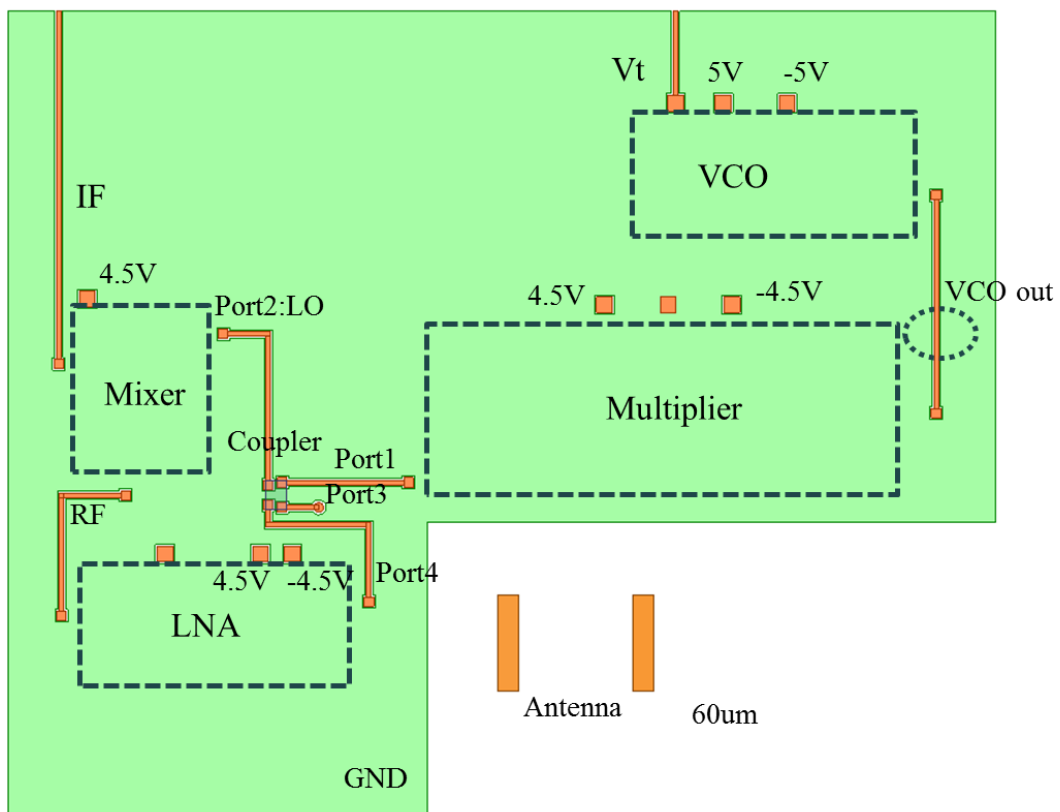 Vt
5V
-5V
VCO
IF
4.5V
Port2:LO
4.5V
-4.5V
VCO out
Mixer
Multiplier
Coupler
Port1
Port3
RF
4.5V
-4.5V
Port4
LNA
Antenna
60um
GND